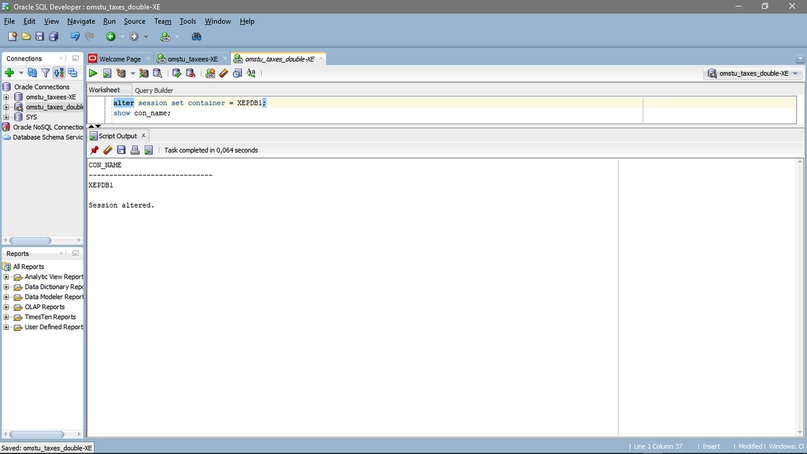 Oracle SQL Developer: omstu_taxes_double-XE
File Edit View Navigate Run Source Team Tools Window Help
Connections
Oracle Connections
omstu_taxees-XE
omstu_taxes_doubl
SYS
Oracle NoSQL Connection
Database Schema Service
Reports
All Reports
Analytic View Report
Data Dictionary Repo
Data Modeler Report
OLAP Reports
TimesTen Reports
User Defined Report
Welcome Page
omstu_taxees-XE
omstu_taxes_double-XE
omstu_taxes_double-XE
Worksheet Query Builder
alter session set container = XEPDB1;
show con_name;
Script Output
Task completed in 0,064 seconds
CON_NAME
------------------------------
XEPDB1
Session altered.
Saved: omstu_taxes_double-XE
Line 1 Column 37 Insert Modified Windows: Cl